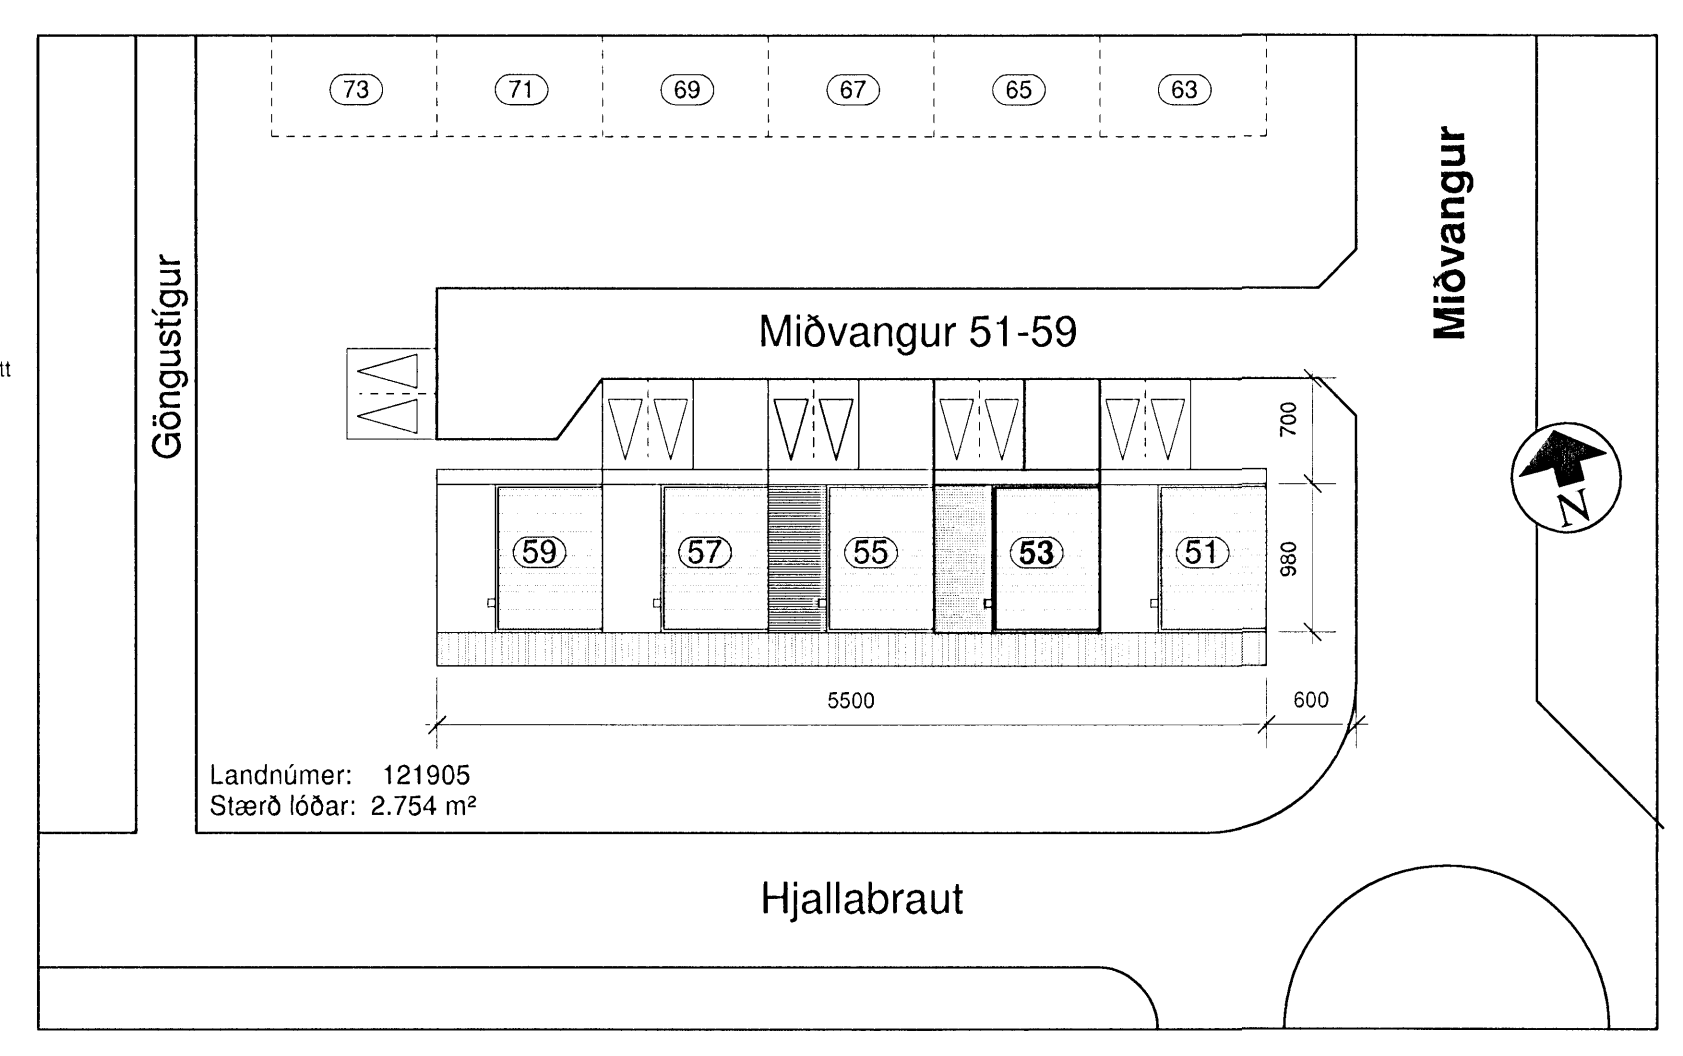 73 71 69 67 65 63
Miðvangur
Göngustígur
Miðvangur 51-59
tt
700
59 57 55 53 51
980
N
5500 600
Landnúmer: 121905
Stærð lóðar: 2.754 m²
Hjallabraut